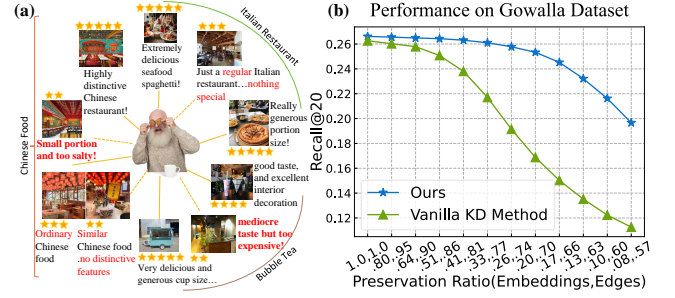 (a)
Italian Restaurant
Extremely
delicious
seafood
spaghetti!
Highly
distinctive
Chinese
restaurant!
Just a regular Italian
restaurant…nothing
special
Really
generous
portion
size!
Chinese Food
Small portion
and too salty!
good taste,
and excellent
interior
decoration
Ordinary
Chinese
food
Similar
Chinese food
.no distinctive
features
mediocre
taste but too
expensive!
Very delicious and
generous cup size…
Bubble Tea
(b)
Performance on Gowalla Dataset
Recall@20
0.26
0.24
0.22
0.20
0.18
0.16
0.14
0.12
Ours
Vanilla KD Method
1.0,1.0
.80,.95
.64,.90
.51,.86
.41,.81
.33,.77
.26,.74
.20,.70
.17,.66
.13,.63
.10,.60
.08,.57
Preservation Ratio(Embeddings,Edges)